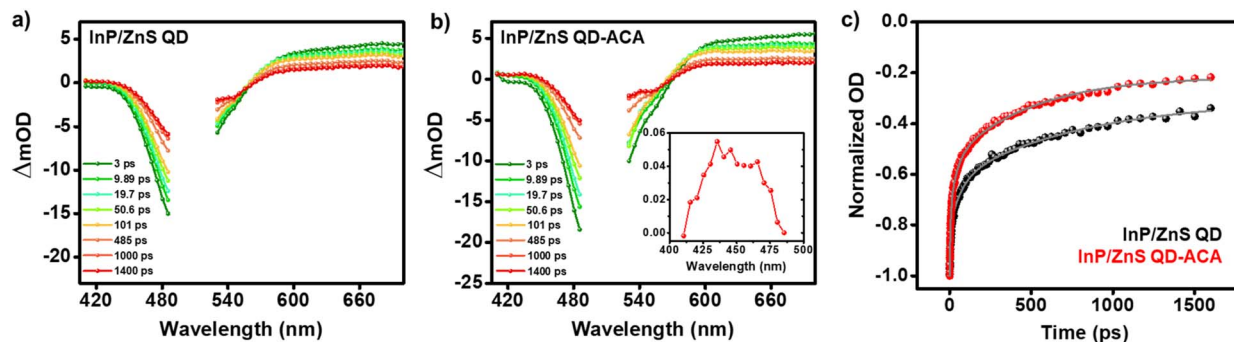 a)
InP/ZnS QD
ΔmOD
5
0
-5
-10
-15
-20
3 ps
9.89 ps
19.7 ps
50.6 ps
101 ps
485 ps
1000 ps
1400 ps
420 480 540 600 660
Wavelength (nm)
b)
InP/ZnS QD-ACA
ΔmOD
5
0
-5
-10
-15
-20
-25
3 ps
9.89 ps
19.7 ps
50.6 ps
101 ps
485 ps
1000 ps
1400 ps
0.06
0.04
0.02
0.00
400 425 450 475 500
Wavelength (nm)
420 480 540 600 660
Wavelength (nm)
c)
Normalized OD
0.0
-0.2
-0.4
-0.6
-0.8
-1.0
InP/ZnS QD
InP/ZnS QD-ACA
0 500 1000 1500
Time (ps)